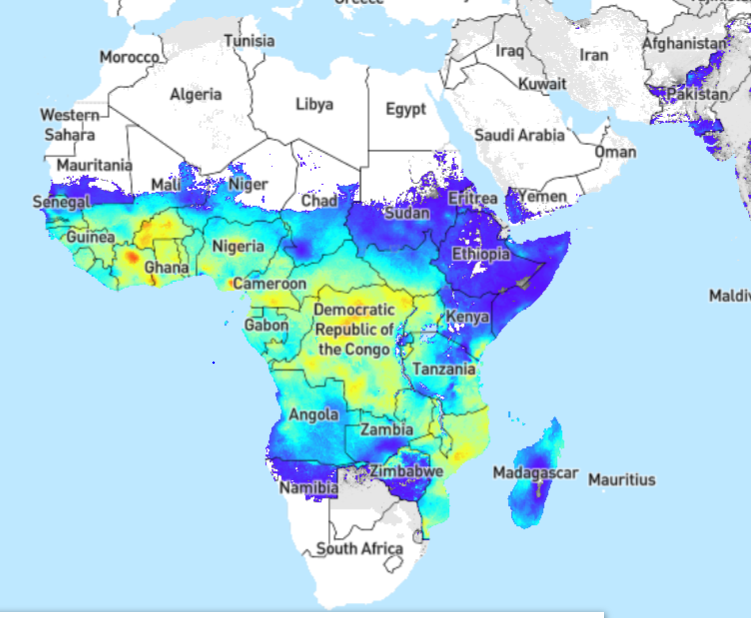 Greece
Tunisia
Morocco
Iraq
Iran
Afghanistan
Kuwait
Pakistan
Algeria
Libya
Egypt
Western
Sahara
Saudi Arabia
Oman
Mauritania
Mali
Niger
Chad
Sudan
Eritrea
Yemen
Senegal
Guinea
Nigeria
Ethiopia
Ghana
Cameroon
Democratic
Republic of
the Congo
Gabon
Kenya
Tanzania
Angola
Zambia
Zimbabwe
Namibia
Madagascar
Mauritius
South Africa